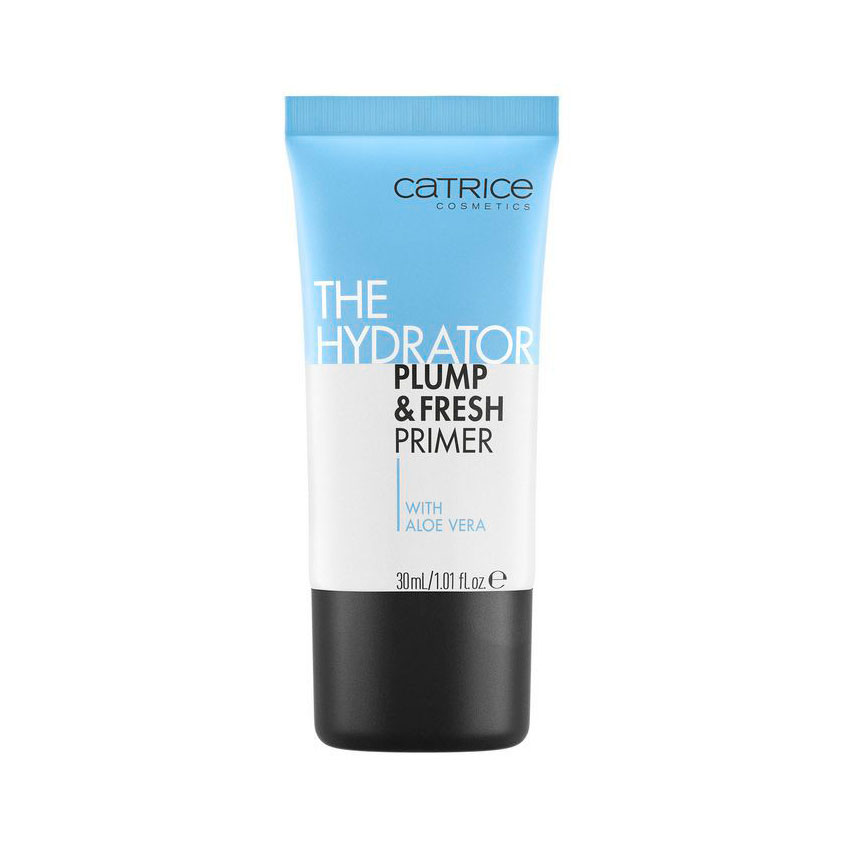 CATRICE
COSMETICS
THE
HYDRATOR
PLUMP
& FRESH
PRIMER
WITH
ALOE VERA
30mL/1.01 fl.oz. ℮